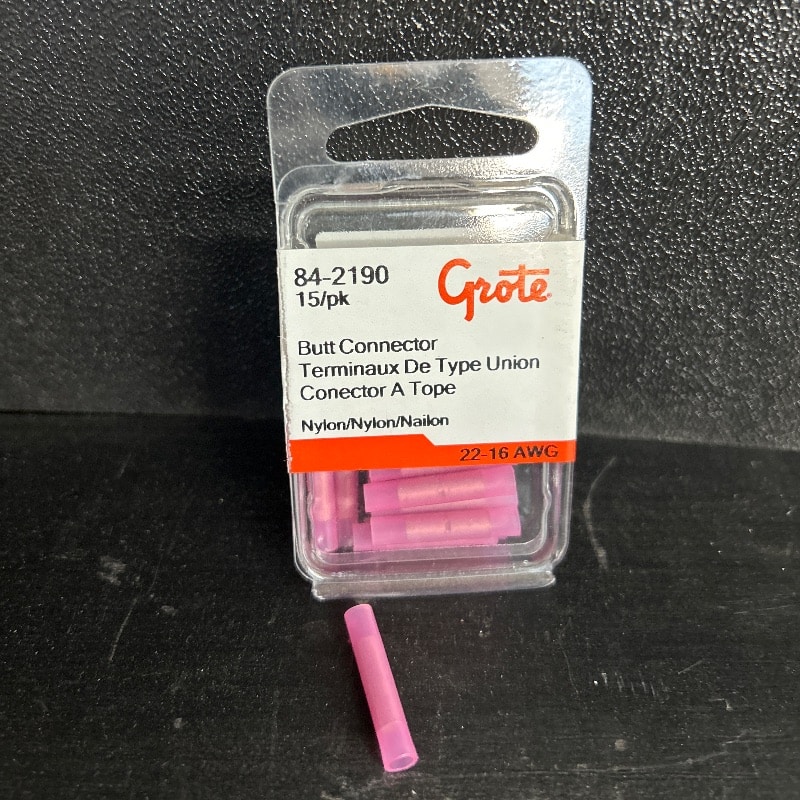 84-2190
15/pk
Grote
Butt Connector
Terminaux De Type Union
Conector A Tope
Nylon/Nylon/Nailon
22-16 AWG